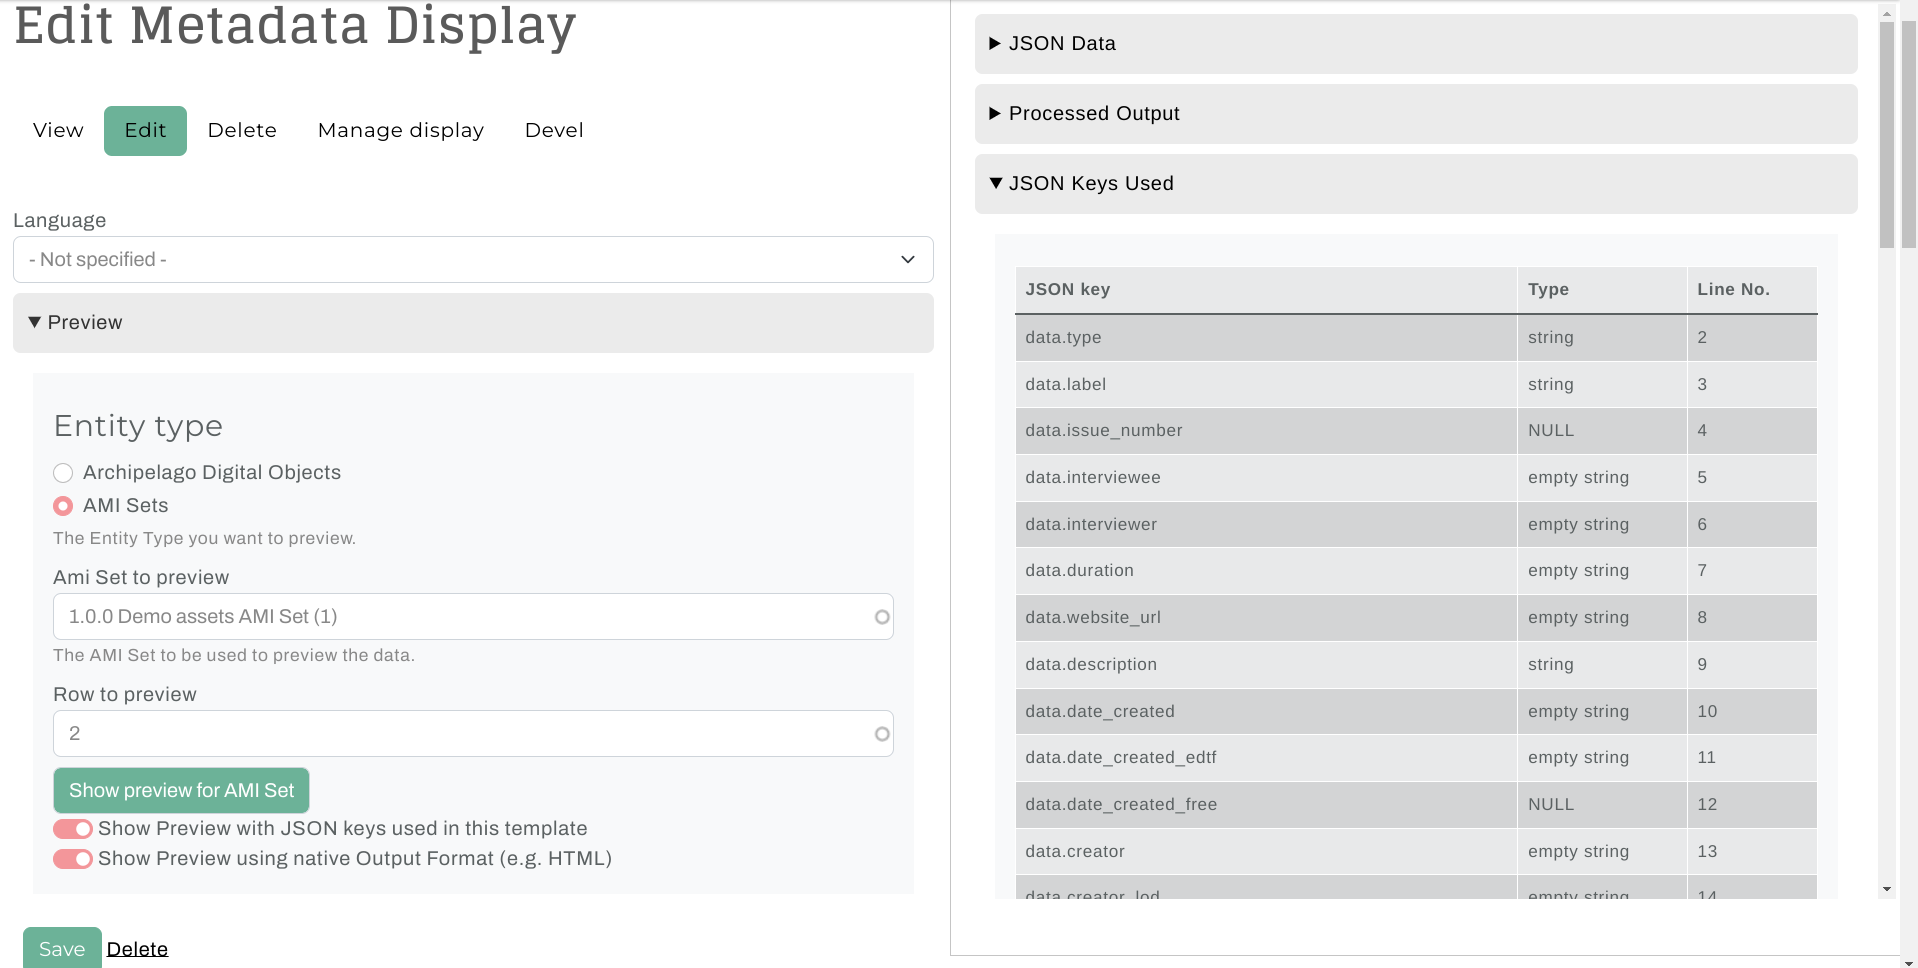 Edit Metadata Display
View Edit Delete Manage display Devel
Language
- Not specified -
Preview
Entity type
Archipelago Digital Objects
AMI Sets
The Entity Type you want to preview.
Ami Set to preview
1.0.0 Demo assets AMI Set (1)
The AMI Set to be used to preview the data.
Row to preview
2
Show preview for AMI Set
Show Preview with JSON keys used in this template
Show Preview using native Output Format (e.g. HTML)
Save Delete
JSON Data
Processed Output
JSON Keys Used
JSON key Type Line No.
data.type string 2
data.label string 3
data.issue_number NULL 4
data.interviewee empty string 5
data.interviewer empty string 6
data.duration empty string 7
data.website_url empty string 8
data.description string 9
data.date_created empty string 10
data.date_created_edtf empty string 11
data.date_created_free NULL 12
data.creator empty string 13
data.creator_lod empty string 14